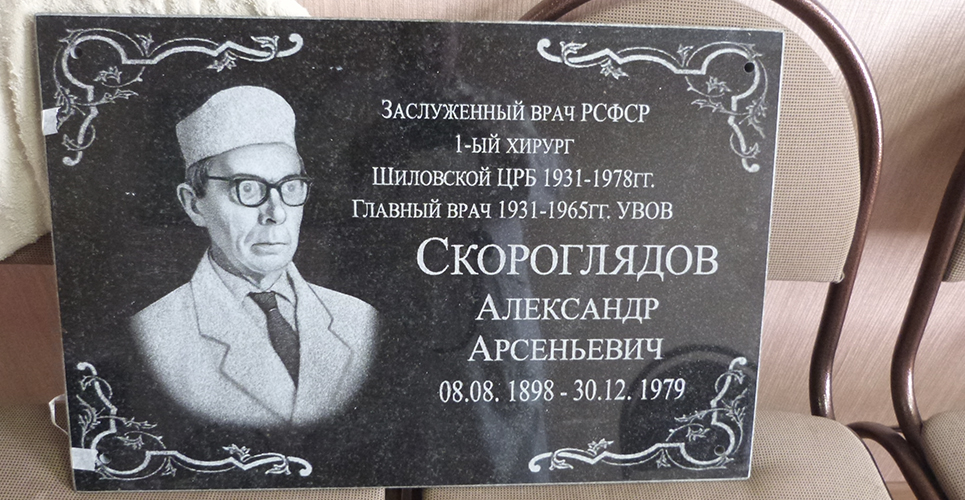 Заслуженный врач РСФСР
1-ый хирург
Шиловской ЦРБ 1931-1978гг.
Главный врач 1931-1965гг. УВОВ
Скороглядов
Александр
Арсеньевич
08.08. 1898 - 30.12. 1979